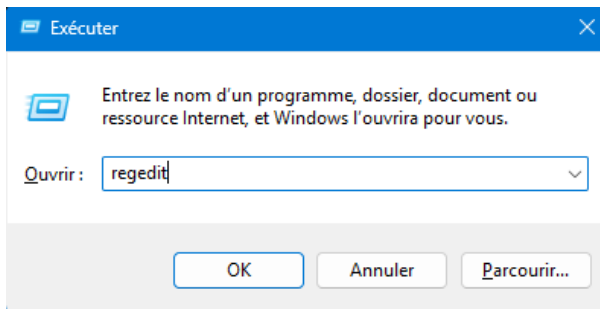 Exécuter
Entrez le nom d'un programme, dossier, document ou
ressource Internet, et Windows l'ouvrira pour vous.
Ouvrir :
regedit
OK
Annuler
Parcourir...